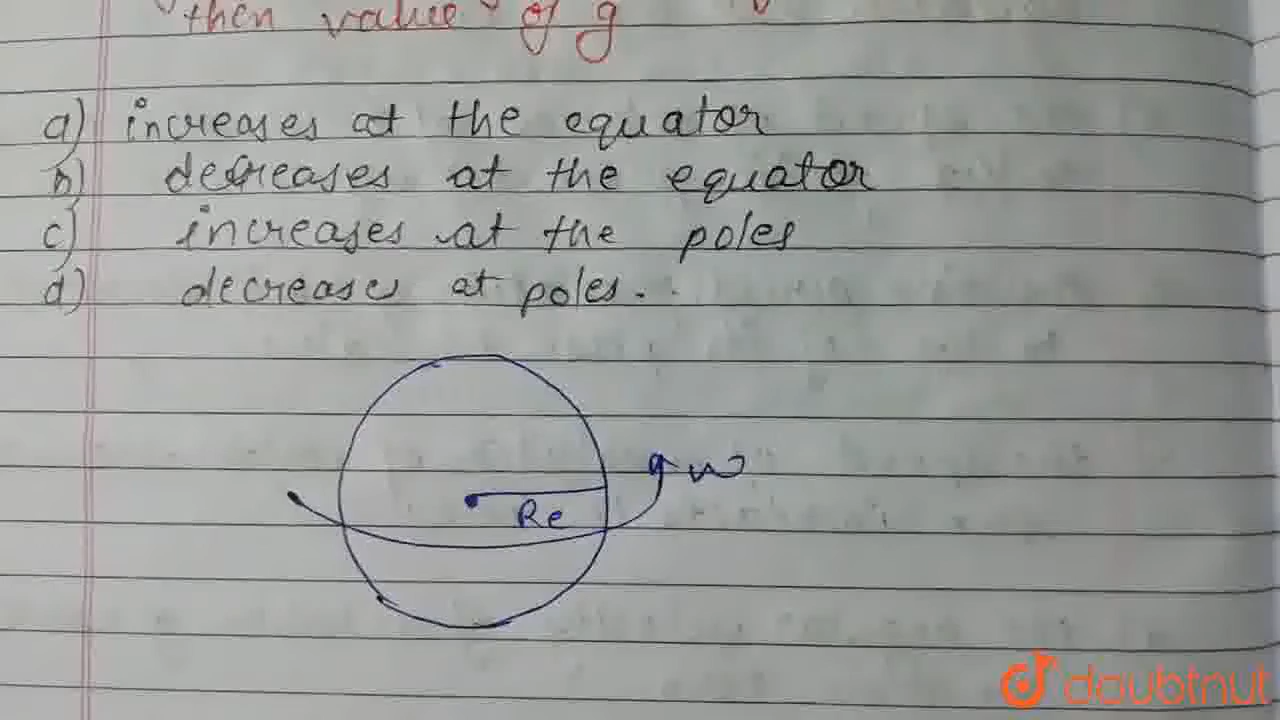 then value of g
a) increases at the equator
b) decreases at the equator
c) increases at the poles
d) decreases at poles.
Re
w
doubtnut